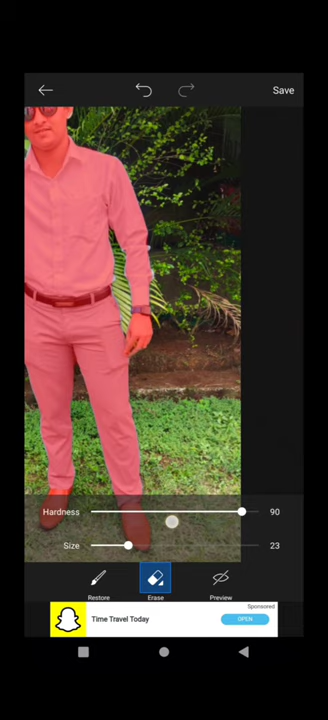 Save
Hardness 90
Size 23
Restore Erase Preview
Sponsored
Time Travel Today OPEN